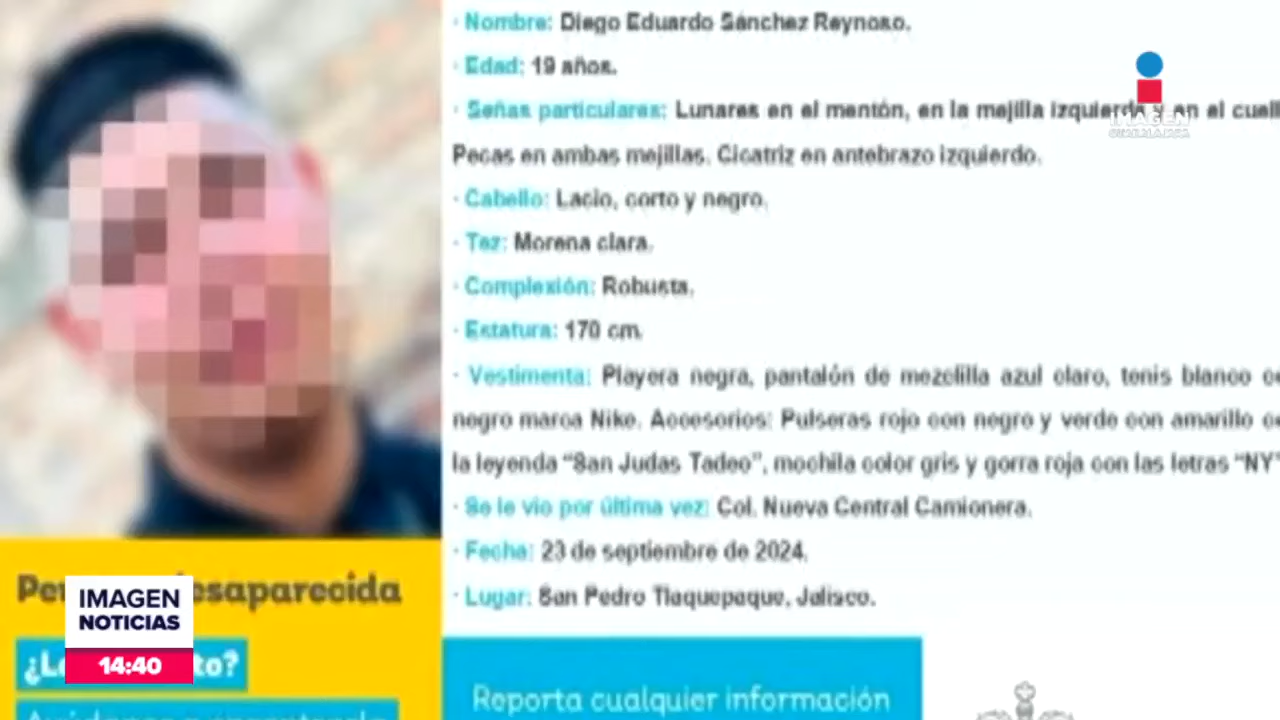 · Nombre: Diego Eduardo Sánchez Reynoso.
· Edad: 19 años.
· Señas particulares: Lunares en el mentón, en la mejilla izquierda y en el cuell
Pecas en ambas mejillas. Cicatriz en antebrazo izquierdo.
· Cabello: Lacio, corto y negro.
· Tez: Morena clara.
· Complexión: Robusta.
· Estatura: 170 cm.
· Vestimenta: Playera negra, pantalón de mezclilla azul claro, tenis blanco co
negro marca Nike. Accesorios: Pulseras rojo con negro y verde con amarillo co
la leyenda “San Judas Tadeo”, mochila color gris y gorra roja con las letras “NY”
· Se le vio por última vez: Col. Nueva Central Camionera.
· Fecha: 23 de septiembre de 2024.
· Lugar: San Pedro Tlaquepaque, Jalisco.
Reporta cualquier información
IMAGEN
IMAGEN
NOTICIAS
14:40